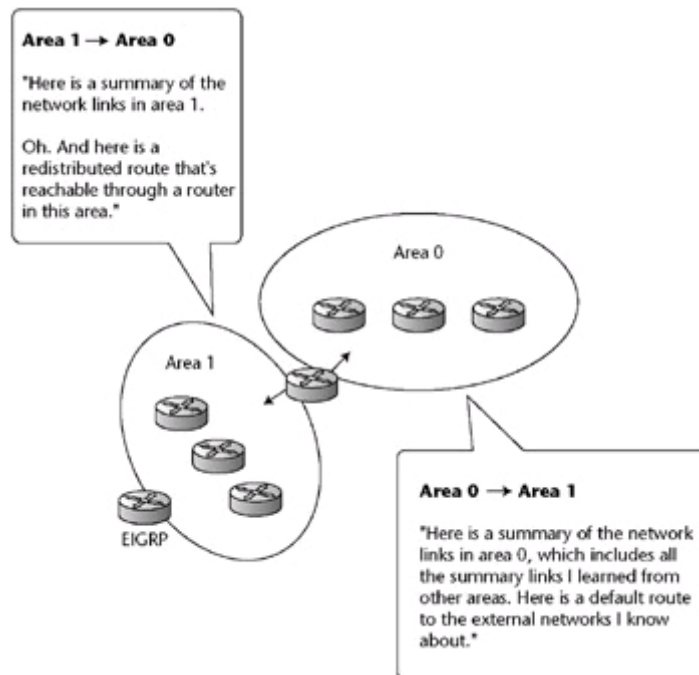 Area 1 → Area 0
"Here is a summary of the
network links in area 1.
Oh. And here is a
redistributed route that's
reachable through a router
in this area."
Area 0
Area 1
EIGRP
Area 0 → Area 1
"Here is a summary of the network
links in area 0, which includes all
the summary links I learned from
other areas. Here is a default route
to the external networks I know
about."